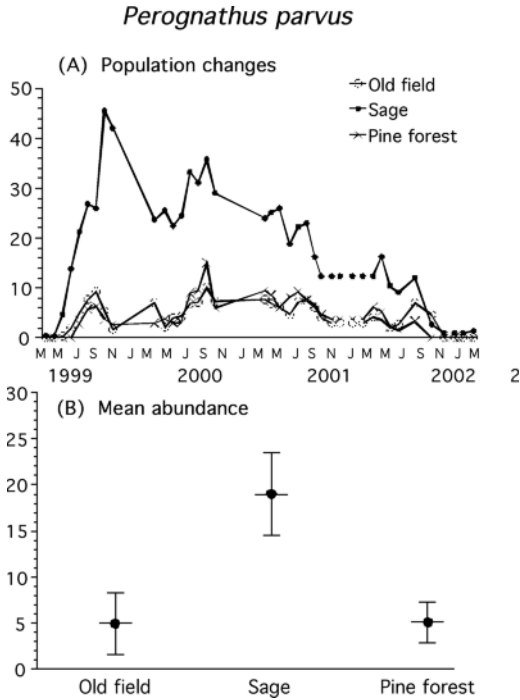 Perognathus parvus
(A) Population changes
Old field
Sage
Pine forest
50
40
30
20
10
0
M M J S N J M M J S N J M M J S N J M M J S N J M
1999 2000 2001 2002 2
(B) Mean abundance
30
25
20
15
10
5
0
Old field Sage Pine forest